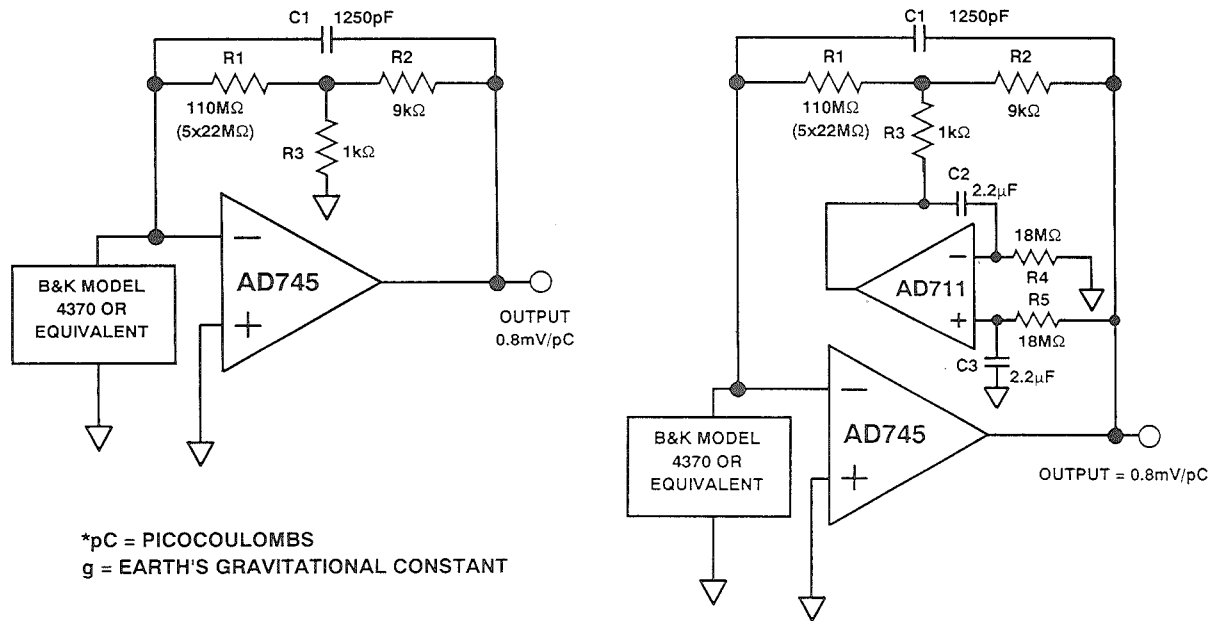 C1 1250pF
R1
R2
110MΩ
(5x22MΩ)
9kΩ
R3
1kΩ
−
AD745
+
B&K MODEL
4370 OR
EQUIVALENT
OUTPUT
0.8mV/pC
*pC = PICOCOULOMBS
g = EARTH'S GRAVITATIONAL CONSTANT
C1
1250pF
R1
R2
110MΩ
(5x22MΩ)
9kΩ
R3
1kΩ
C2
2.2µF
−
18MΩ
R4
AD711
R5
+
18MΩ
C3
2.2µF
−
AD745
+
B&K MODEL
4370 OR
EQUIVALENT
OUTPUT = 0.8mV/pC